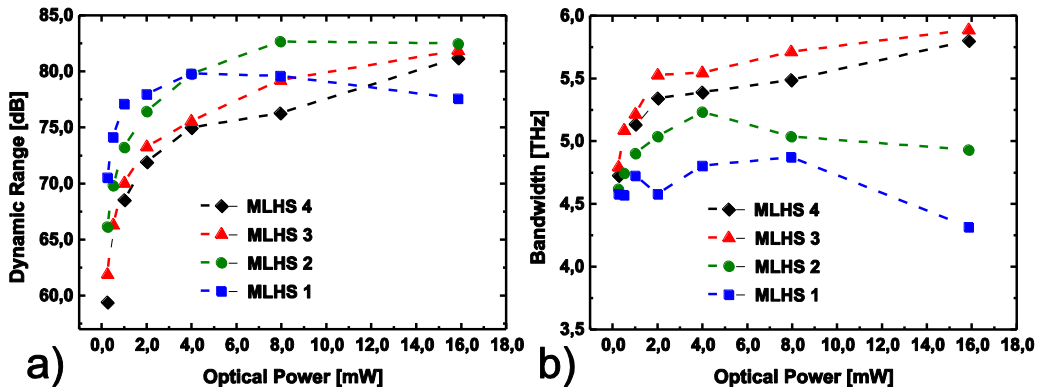 85,0
80,0
75,0
70,0
65,0
60,0
Dynamic Range [dB]
MLHS 4
MLHS 3
MLHS 2
MLHS 1
0,0 2,0 4,0 6,0 8,0 10,0 12,0 14,0 16,0 18,0
Optical Power [mW]
a)
6,0
5,5
5,0
4,5
4,0
3,5
Bandwidth [THz]
MLHS 4
MLHS 3
MLHS 2
MLHS 1
0,0 2,0 4,0 6,0 8,0 10,0 12,0 14,0 16,0 18,0
Optical Power [mW]
b)